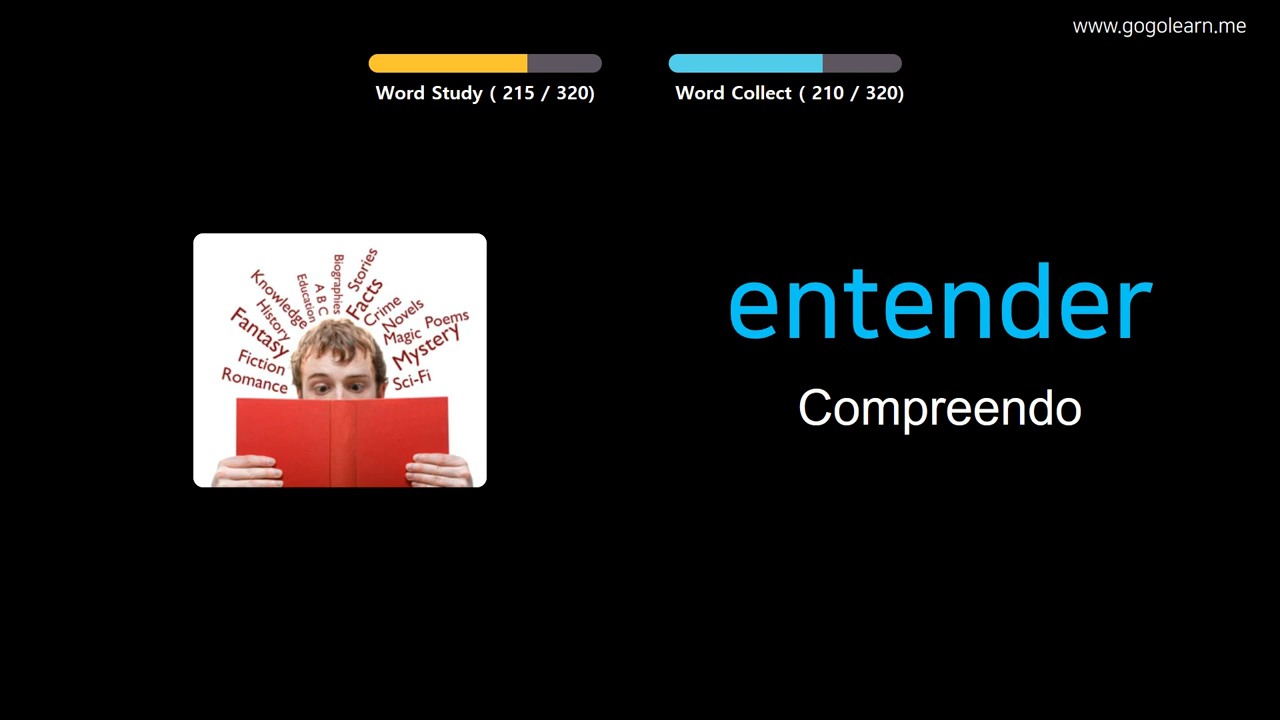 www.gogolearn.me
Word Study ( 215 / 320)
Word Collect ( 210 / 320)
Biographies
Stories
Knowledge
Education
A B C
Facts
History
Crime
Novels
Fantasy
Magic
Poems
Fiction
Mystery
Romance
Sci-Fi
entender
Compreendo